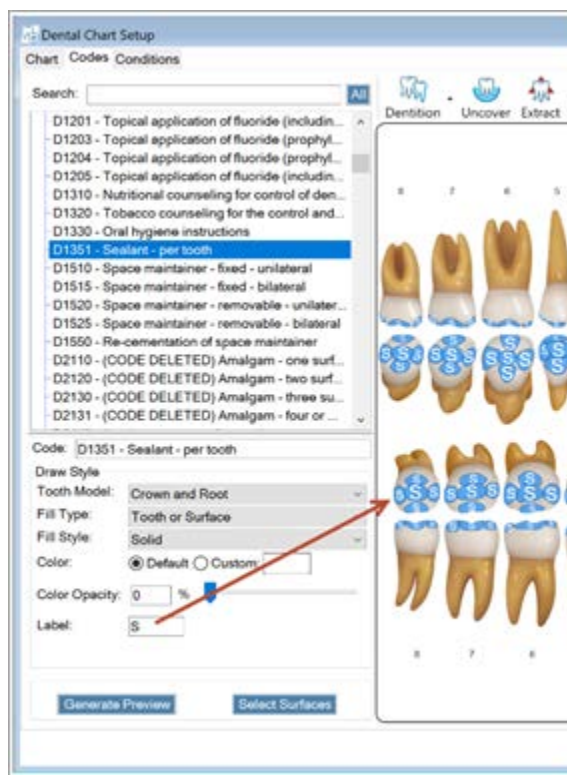 Dental Chart Setup
Chart Codes Conditions
Search: All
D1201 - Topical application of fluoride (includin...
D1203 - Topical application of fluoride (prophyl...
D1204 - Topical application of fluoride (prophyl...
D1205 - Topical application of fluoride (includin...
D1310 - Nutritional counseling for control of den...
D1320 - Tobacco counseling for the control and...
D1330 - Oral hygiene instructions
D1351 - Sealant - per tooth
D1510 - Space maintainer - fixed - unilateral
D1515 - Space maintainer - fixed - bilateral
D1520 - Space maintainer - removable - unilater...
D1525 - Space maintainer - removable - bilateral
D1550 - Re-cementation of space maintainer
D2110 - (CODE DELETED) Amalgam - one surf...
D2120 - (CODE DELETED) Amalgam - two surf...
D2130 - (CODE DELETED) Amalgam - three su...
D2131 - (CODE DELETED) Amalgam - four or ...
Code: D1351 - Sealant - per tooth
Draw Style
Tooth Model: Crown and Root
Fill Type: Tooth or Surface
Fill Style: Solid
Color: Default Custom:
Color Opacity: 0 %
Label: S
Generate Preview Select Surfaces
Dentition Uncover Extract
8 7 6 5
S S S S S S S S S S S
S S S S S S S S
8 7 6